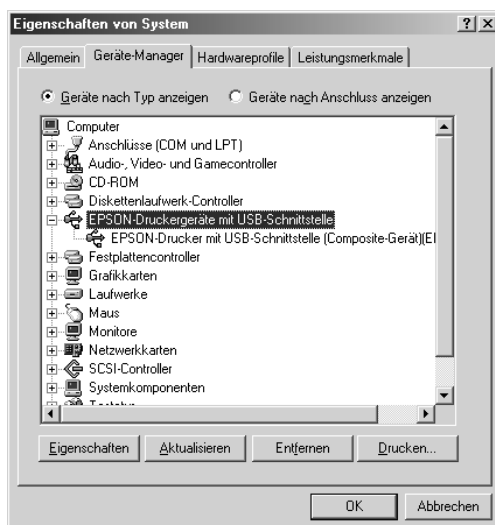 Eigenschaften von System
Allgemein Geräte-Manager Hardwareprofile Leistungsmerkmale
Geräte nach Typ anzeigen Geräte nach Anschluss anzeigen
Computer
Anschlüsse (COM und LPT)
Audio-, Video- und Gamecontroller
CD-ROM
Diskettenlaufwerk-Controller
EPSON-Druckergeräte mit USB-Schnittstelle
EPSON-Drucker mit USB-Schnittstelle (Composite-Gerät)(EI
Festplattencontroller
Grafikkarten
Laufwerke
Maus
Monitore
Netzwerkkarten
SCSI-Controller
Systemkomponenten
Eigenschaften Aktualisieren Entfernen Drucken...
OK Abbrechen